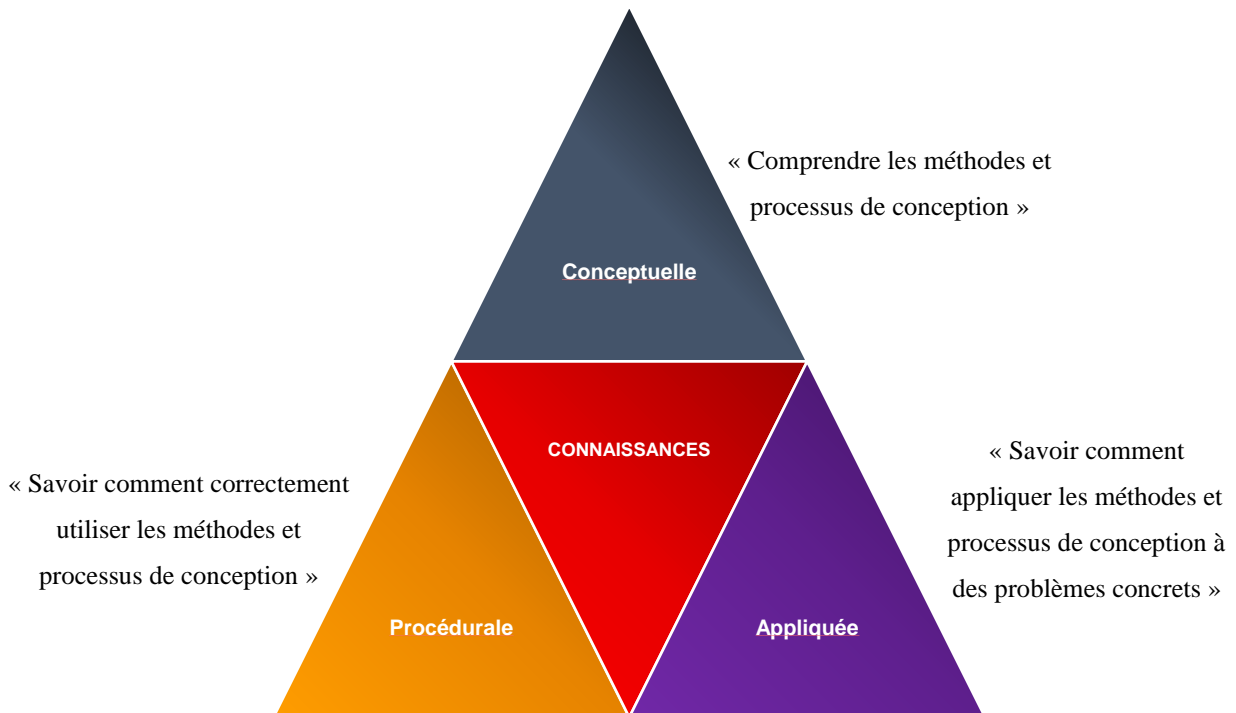 « Comprendre les méthodes et
processus de conception »
Conceptuelle
CONNAISSANCES
« Savoir comment correctement
utiliser les méthodes et
processus de conception »
« Savoir comment
appliquer les méthodes et
processus de conception à
des problèmes concrets »
Procédurale
Appliquée